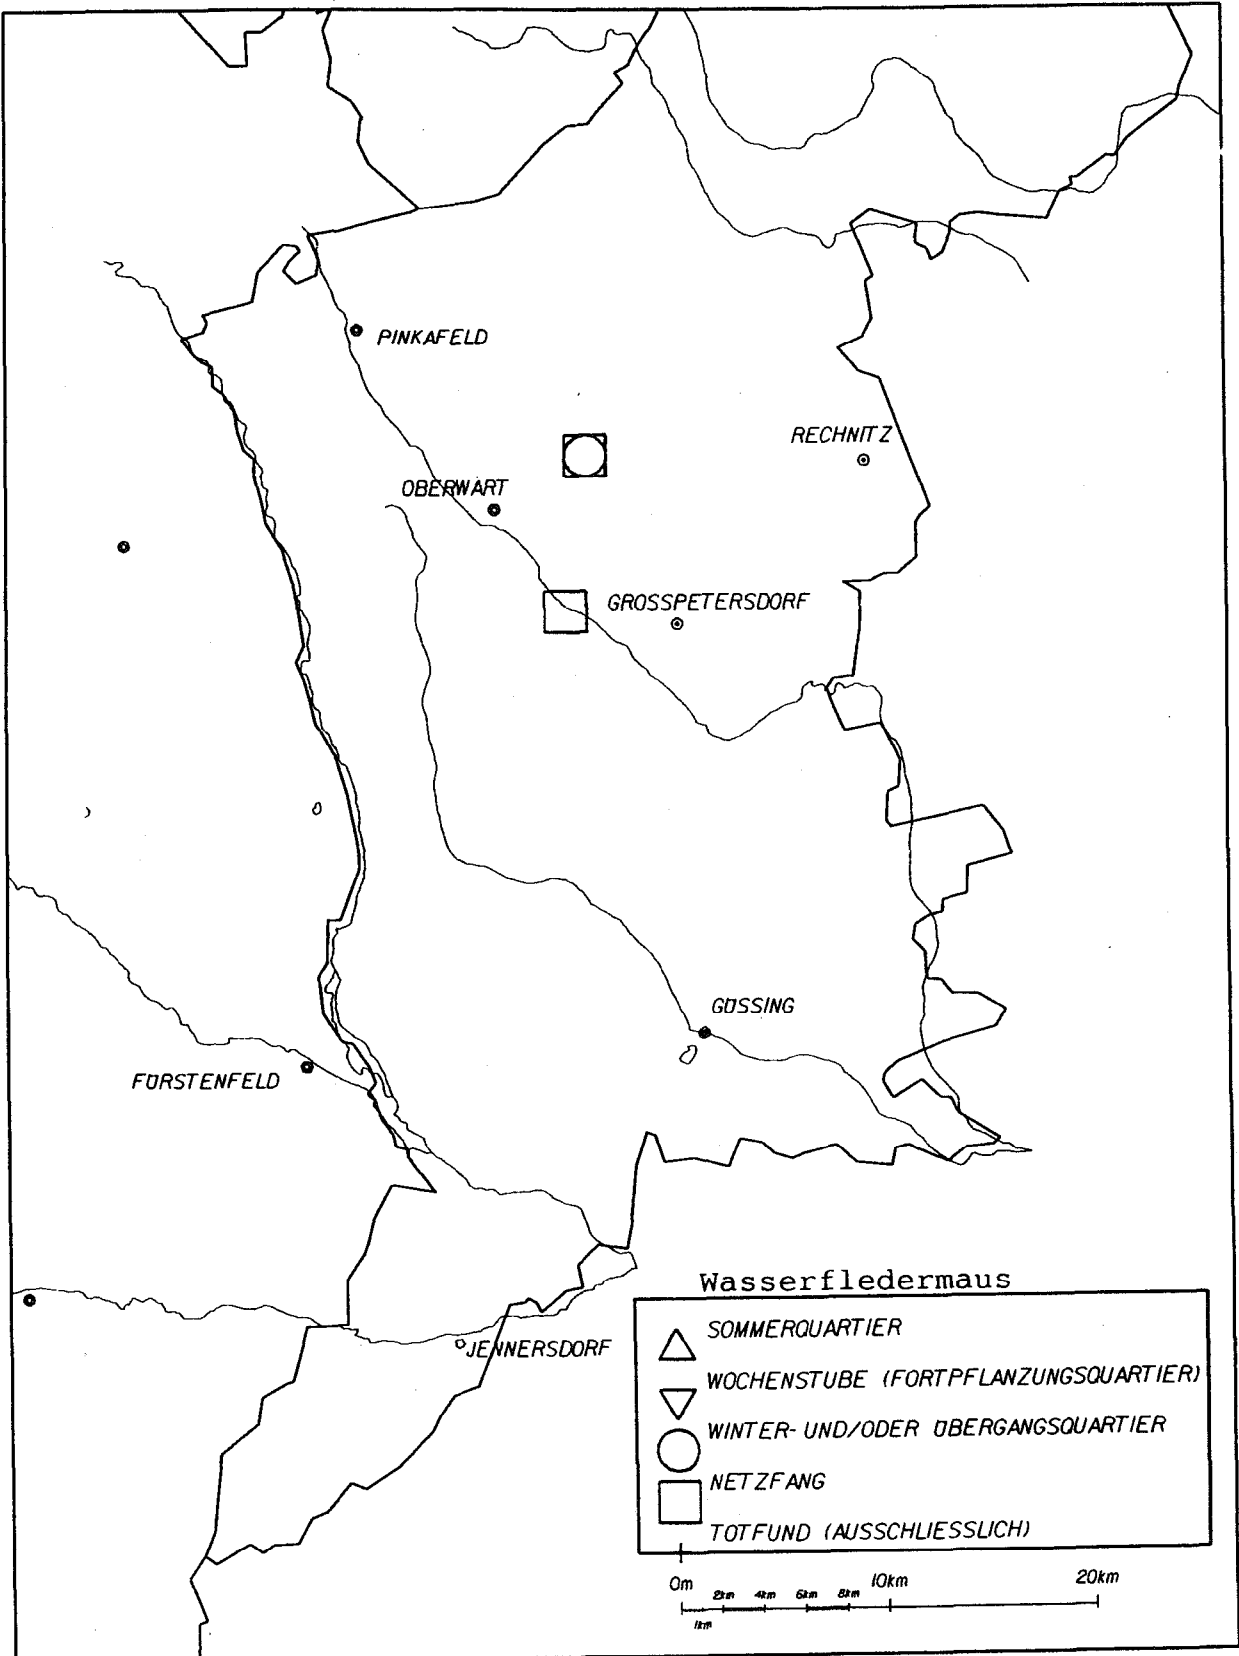 PINKAFELD
RECHNITZ
OBERWART
GROSSPETERSDORF
GÜSSING
FÜRSTENFELD
JENNERSDORF
Wasserfledermaus
SOMMERQUARTIER
WOCHENSTUBE (FORTPFLANZUNGSQUARTIER)
WINTER- UND/ODER ÜBERGANGSQUARTIER
NETZFANG
TOTFUND (AUSSCHLIESSLICH)
0m 2km 4km 6km 8km 10km 20km
1km